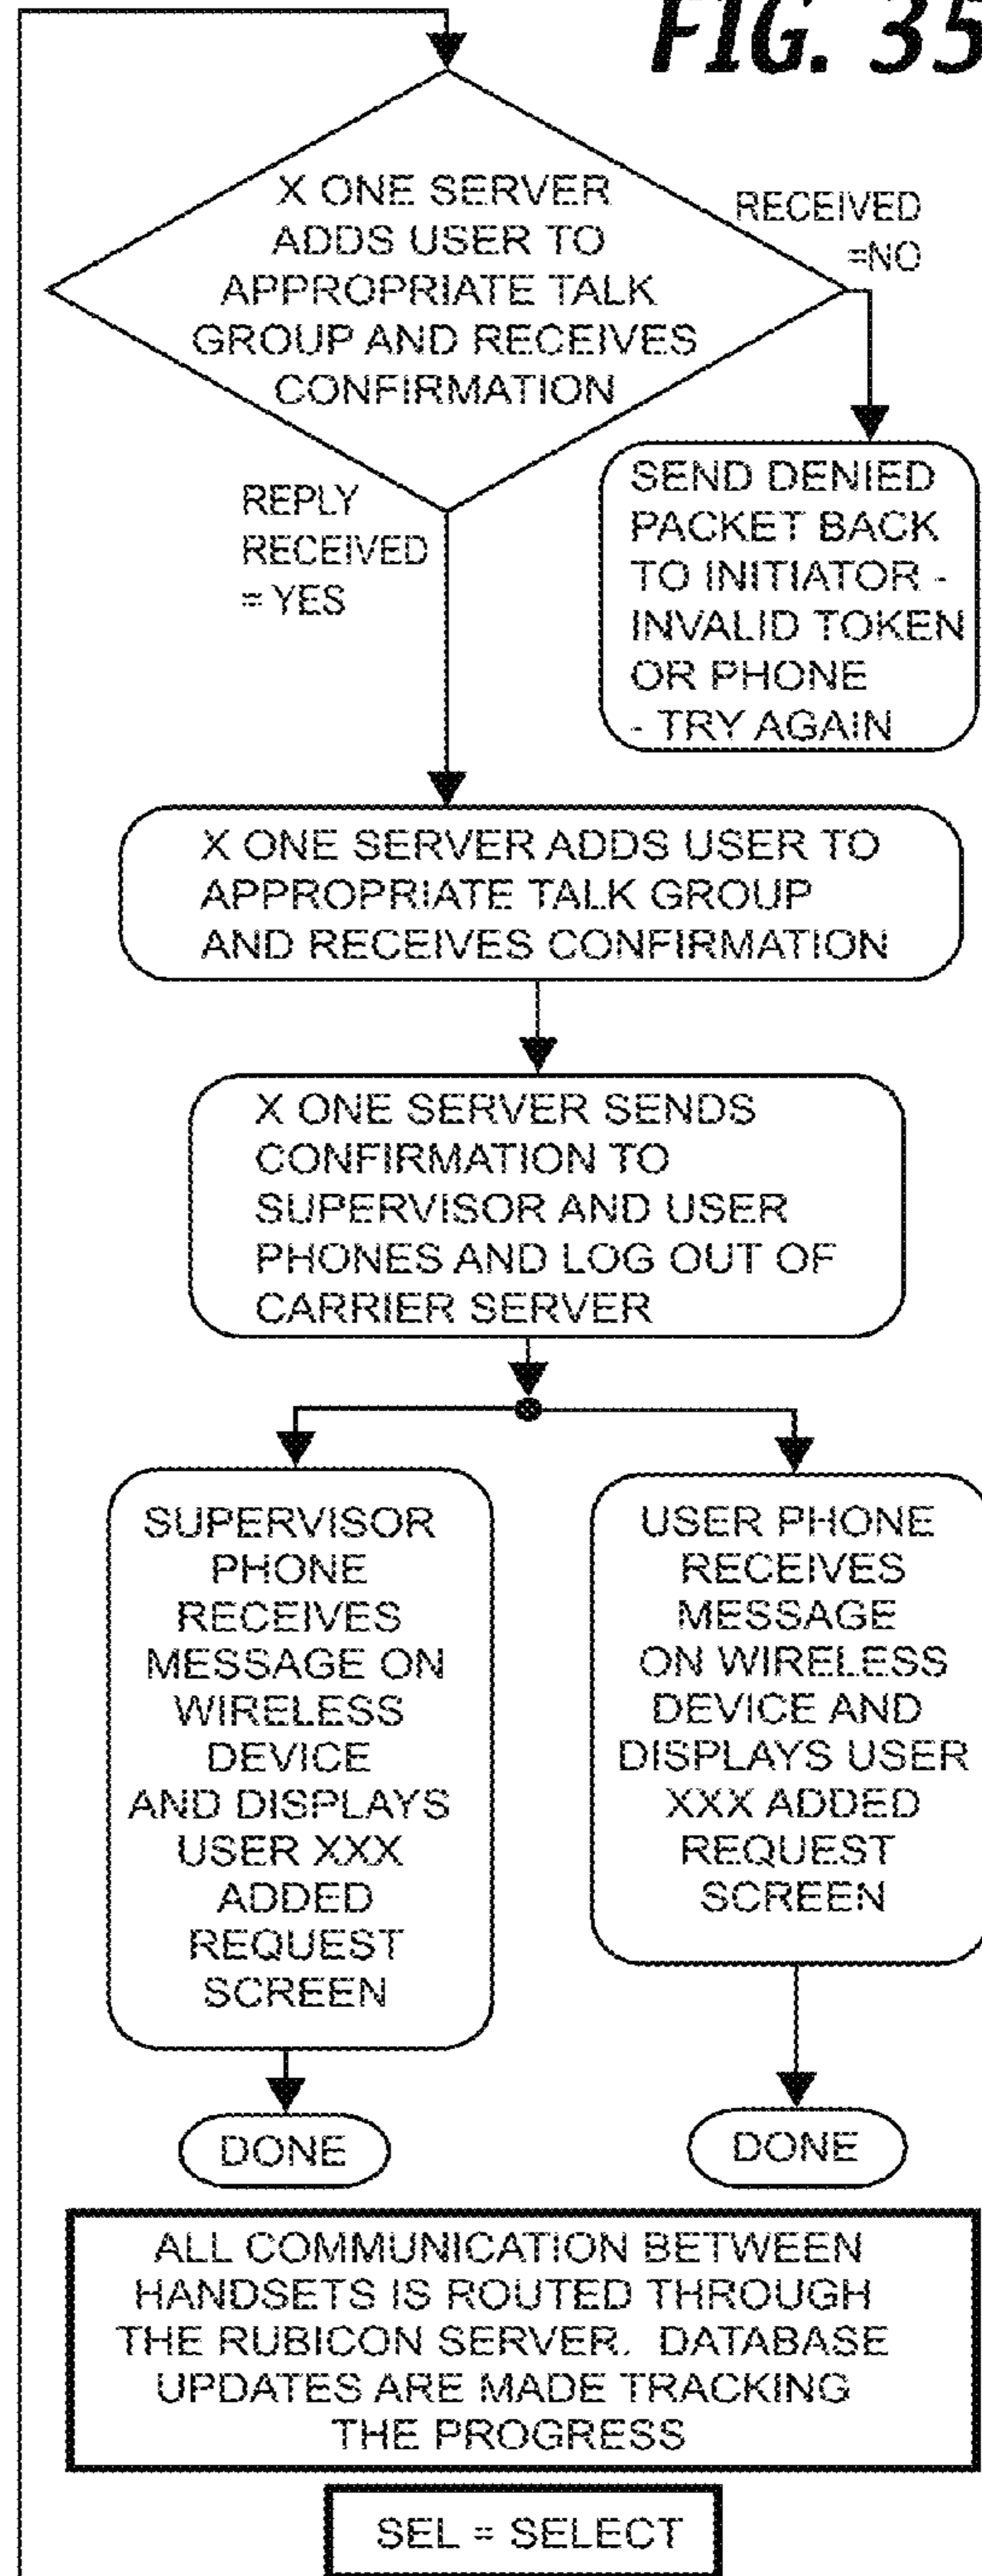 FIG. 35
X ONE SERVER
ADDS USER TO
APPROPRIATE TALK
GROUP AND RECEIVES
CONFIRMATION
RECEIVED
=NO
REPLY
RECEIVED
= YES
SEND DENIED
PACKET BACK
TO INITIATOR -
INVALID TOKEN
OR PHONE
- TRY AGAIN
X ONE SERVER ADDS USER TO
APPROPRIATE TALK GROUP
AND RECEIVES CONFIRMATION
X ONE SERVER SENDS
CONFIRMATION TO
SUPERVISOR AND USER
PHONES AND LOG OUT OF
CARRIER SERVER
SUPERVISOR
PHONE
RECEIVES
MESSAGE ON
WIRELESS
DEVICE
AND DISPLAYS
USER XXX
ADDED
REQUEST
SCREEN
USER PHONE
RECEIVES
MESSAGE
ON WIRELESS
DEVICE AND
DISPLAYS USER
XXX ADDED
REQUEST
SCREEN
DONE
DONE
ALL COMMUNICATION BETWEEN
HANDSETS IS ROUTED THROUGH
THE RUBICON SERVER. DATABASE
UPDATES ARE MADE TRACKING
THE PROGRESS
SEL = SELECT